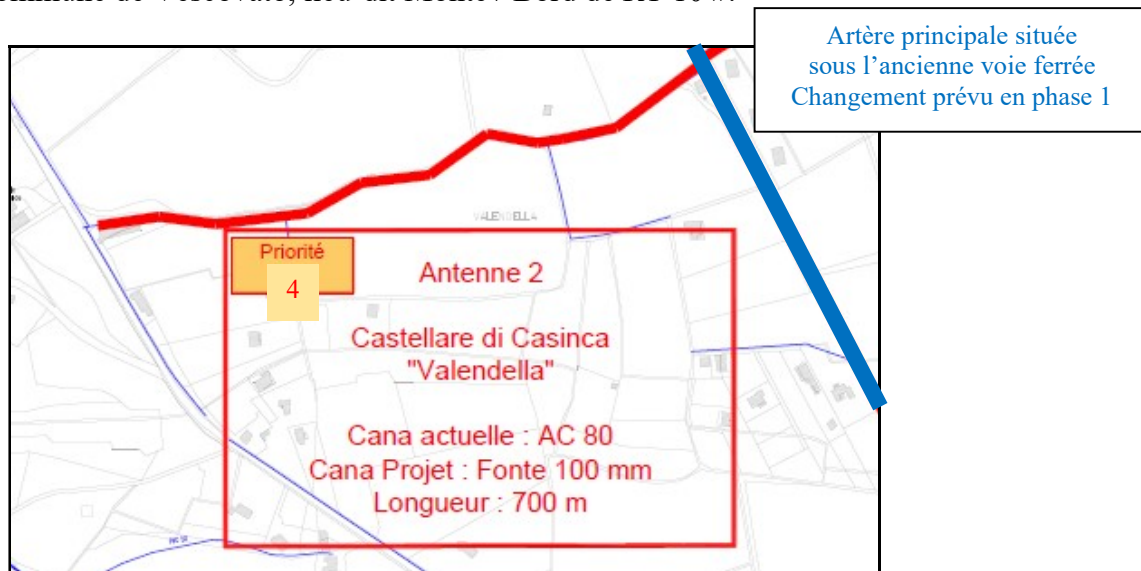 Artère principale située
sous l’ancienne voie ferrée
Changement prévu en phase 1
VALENDELLA
Priorité
4
Antenne 2
Castellare di Casinca
"Valendella"
Cana actuelle : AC 80
Cana Projet : Fonte 100 mm
Longueur : 700 m